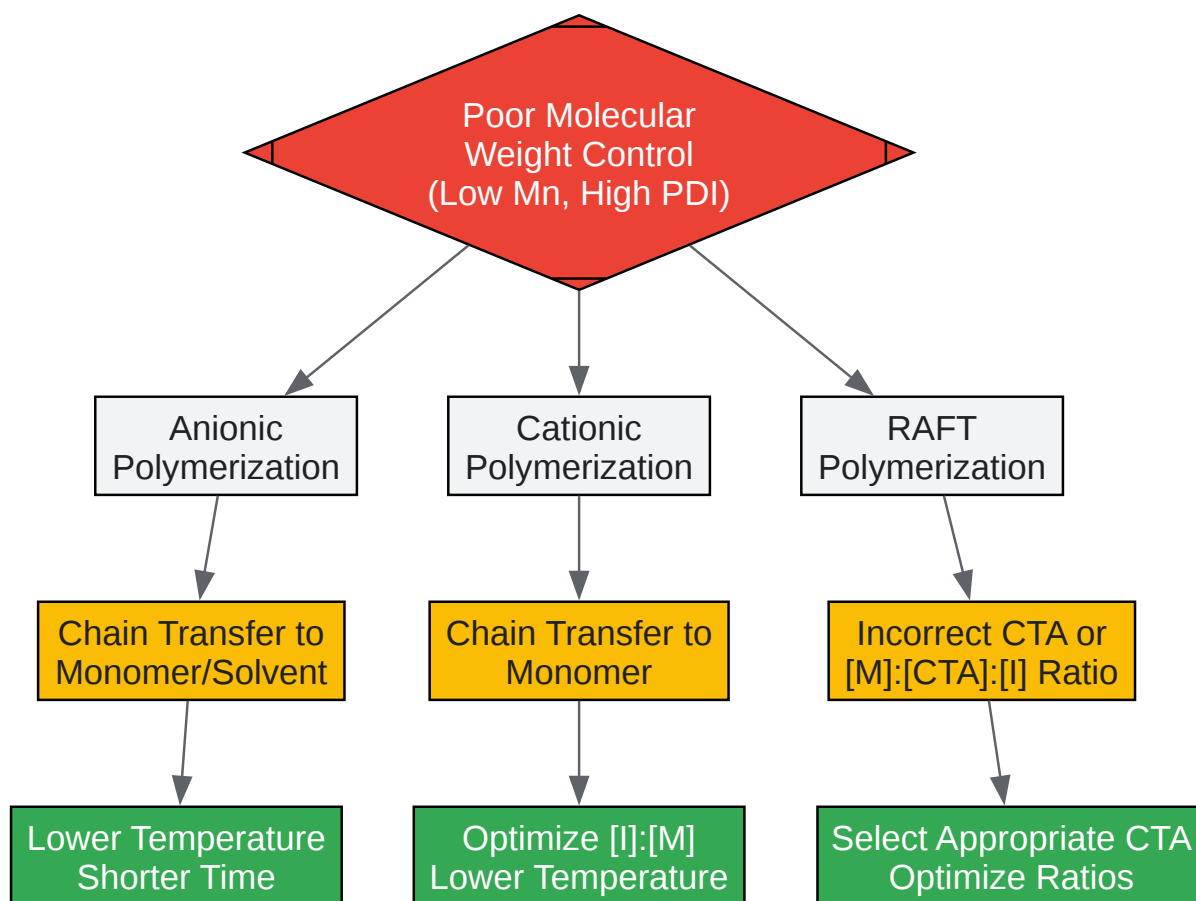 Poor Molecular
Weight Control
(Low Mn, High PDI)
Anionic
Polymerization
Cationic
Polymerization
RAFT
Polymerization
Chain Transfer to
Monomer/Solvent
Chain Transfer to
Monomer
Incorrect CTA or
[M]:[CTA]:[I] Ratio
Lower Temperature
Shorter Time
Optimize [I]:[M]
Lower Temperature
Select Appropriate CTA
Optimize Ratios